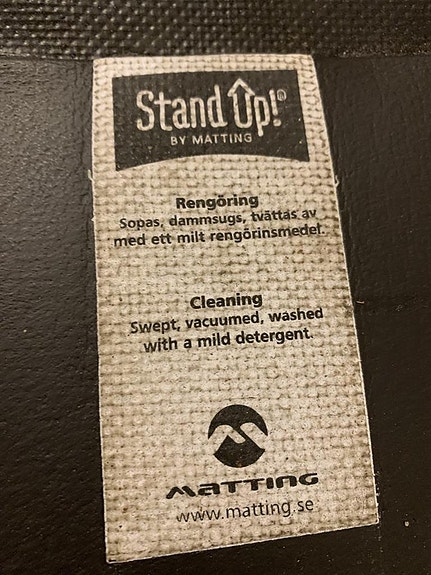 Stand Up!®
BY MATTING
Rengöring
Sopas, dammsugs, tvättas av
med ett milt rengörinsmedel.
Cleaning
Swept, vacuumed, washed
with a mild detergent.
MATTING
www.matting.se